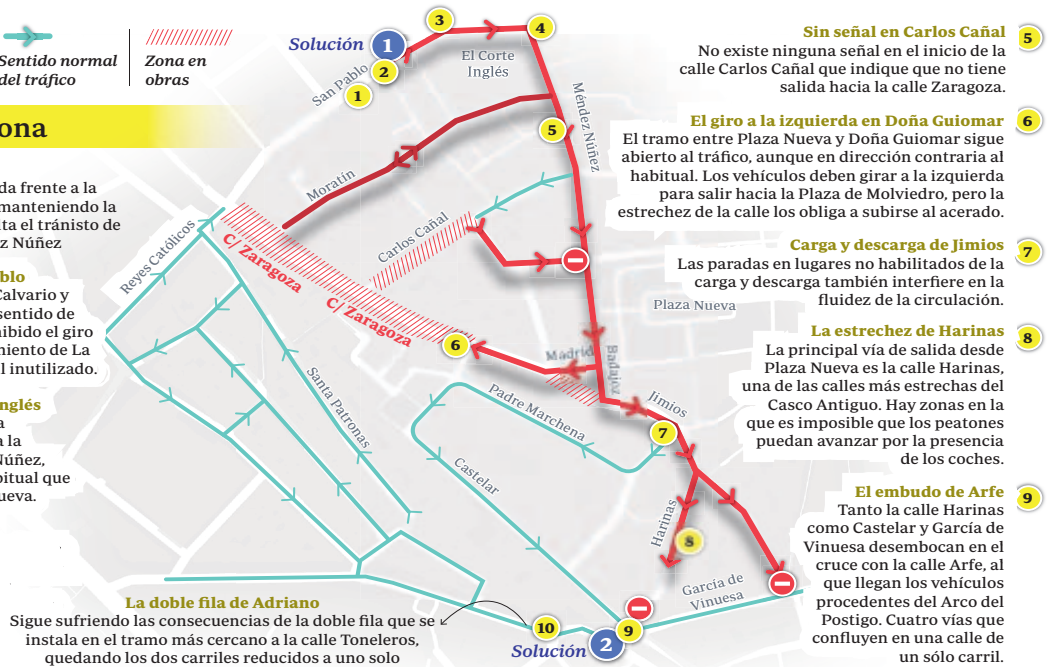 Sentido normal
del tráfico
Zona en
obras
ona
da frente a la
manteniendo la
ta el tránisto de
z Núñez
blo
Calvario y
sentido de
hibido el giro
miento de La
l inutilizado.
nglés
a
a la
Núñez,
bitual que
ueva.
Solución 1
3
4
2
1
San Pablo
El Corte
Inglés
Méndez Núñez
5
Moratín
Carlos Cañal
Reyes Católicos
C/ Zaragoza
C/ Zaragoza
Plaza Nueva
6
Madrid
Badajoz
Padre Marchena
Jimios
7
Santa Patronas
Castelar
Harinas
8
García de
Vinuesa
10
9
Solución 2
La doble fila de Adriano
Sigue sufriendo las consecuencias de la doble fila que se
instala en el tramo más cercano a la calle Toneleros,
quedando los dos carriles reducidos a uno solo
Sin señal en Carlos Cañal 5
No existe ninguna señal en el inicio de la
calle Carlos Cañal que indique que no tiene
salida hacia la calle Zaragoza.
El giro a la izquierda en Doña Guiomar 6
El tramo entre Plaza Nueva y Doña Guiomar sigue
abierto al tráfico, aunque en dirección contraria al
habitual. Los vehículos deben girar a la izquierda
para salir hacia la Plaza de Molviedro, pero la
estrechez de la calle los obliga a subirse al acerado.
Carga y descarga de Jimios 7
Las paradas en lugares no habilitados de la
carga y descarga también interfiere en la
fluidez de la circulación.
La estrechez de Harinas 8
La principal vía de salida desde
Plaza Nueva es la calle Harinas,
una de las calles más estrechas del
Casco Antiguo. Hay zonas en la
que es imposible que los peatones
puedan avanzar por la presencia
de los coches.
El embudo de Arfe 9
Tanto la calle Harinas
como Castelar y García de
Vinuesa desembocan en el
cruce con la calle Arfe, al
que llegan los vehículos
procedentes del Arco del
Postigo. Cuatro vías que
confluyen en una calle de
un sólo carril.